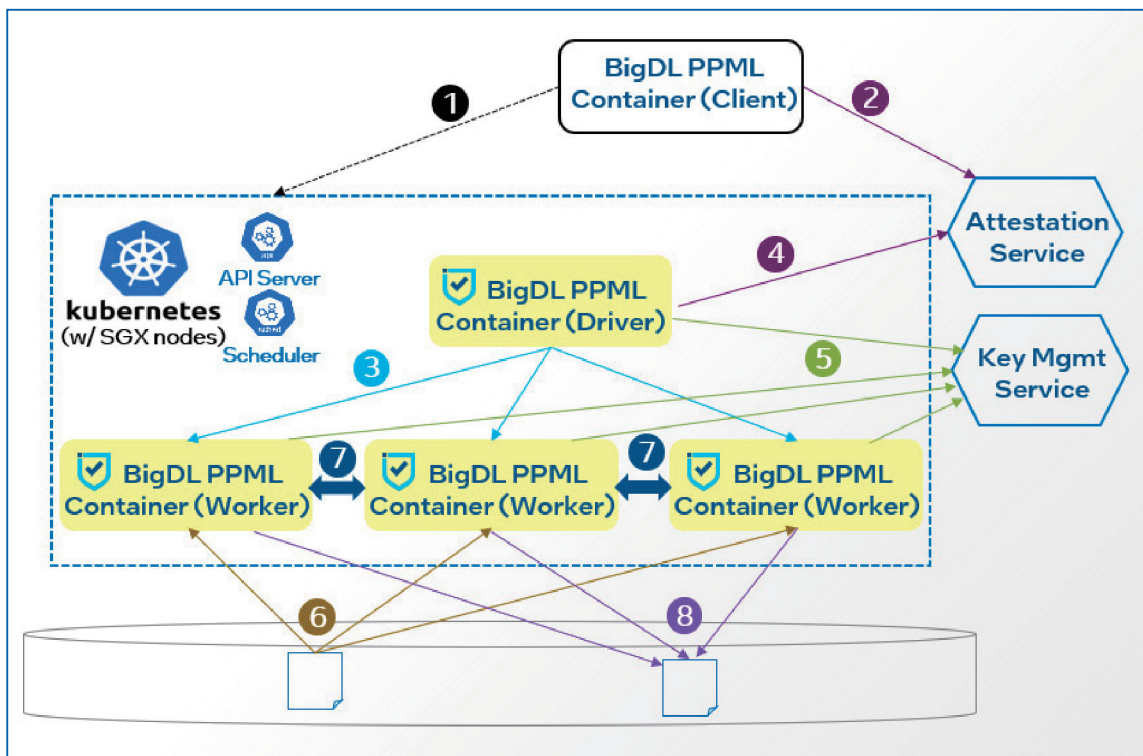 BigDL PPML
Container (Client)
1
2
Attestation
Service
API Server
kubernetes
(w/ SGX nodes)
Scheduler
BigDL PPML
Container (Driver)
4
Key Mgmt
Service
3
5
BigDL PPML
Container (Worker)
7
BigDL PPML
Container (Worker)
7
BigDL PPML
Container (Worker)
6
8